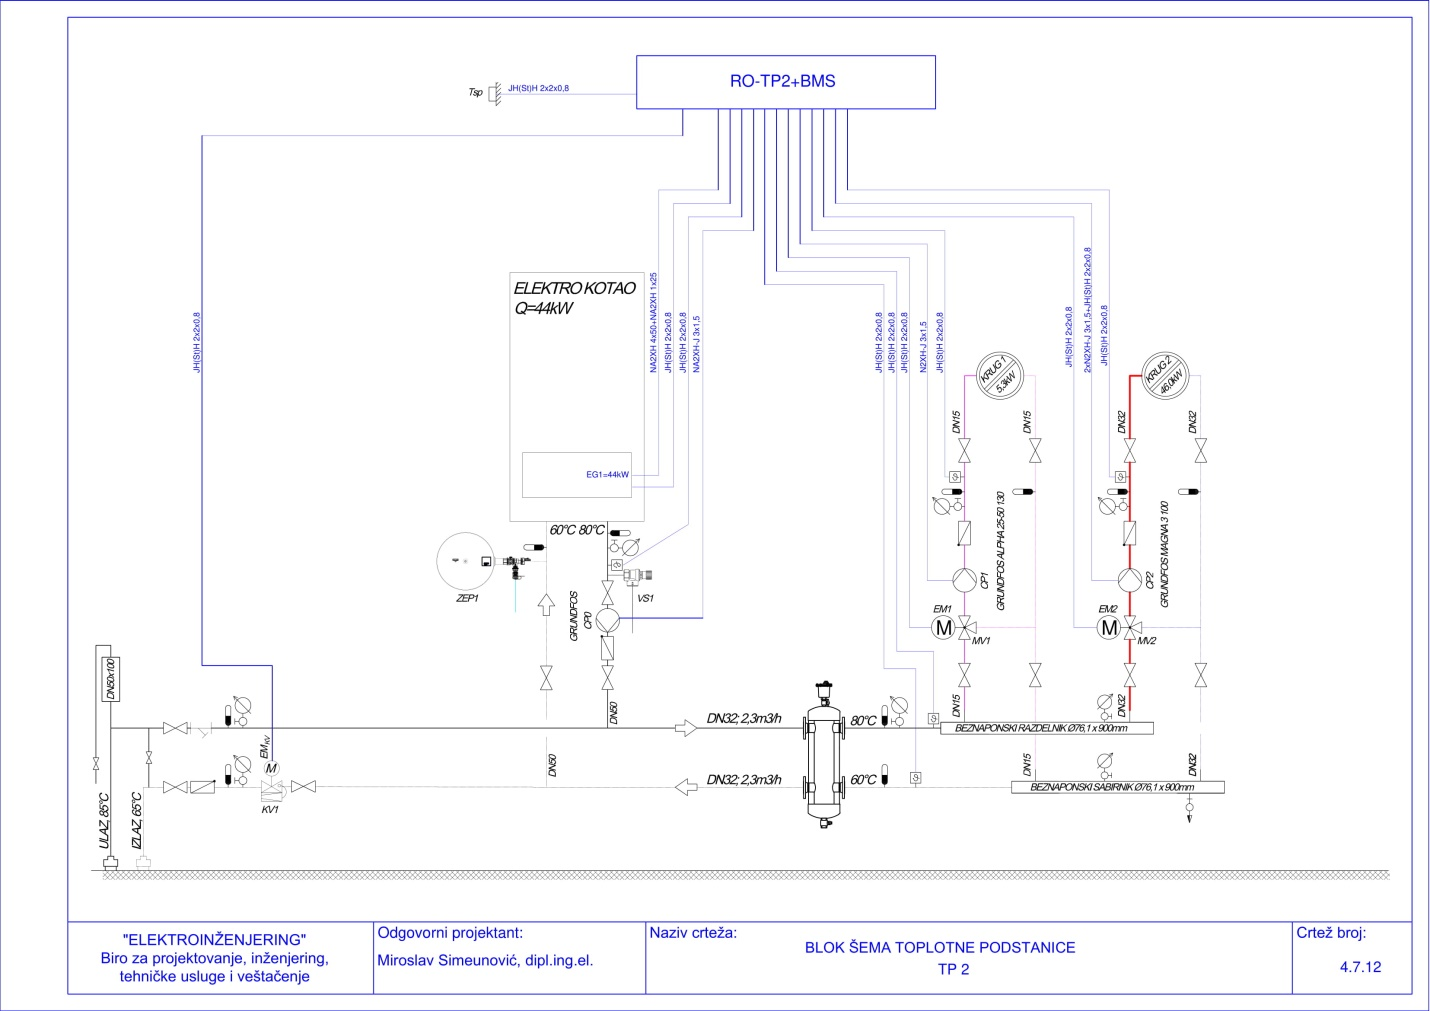 RO-TP2+BMS
Tsp
JH(St)H 2x2x0,8
JH(St)H 2x2x0,8
ELEKTRO KOTAO
Q=44kW
EG1=44kW
NA2XH 4x50+NA2XH 1x25
JH(St)H 2x2x0,8
JH(St)H 2x2x0,8
NA2XH-J 3x1,5
JH(St)H 2x2x0,8
JH(St)H 2x2x0,8
JH(St)H 2x2x0,8
N2XH-J 3x1,5
JH(St)H 2x2x0,8
JH(St)H 2x2x0,8
2xN2XH-J 3x1,5+JH(St)H 2x2x0,8
JH(St)H 2x2x0,8
KRUG 1
5,3kW
KRUG 2
46,0kW
DN15
DN15
DN32
DN32
60°C 80°C
ZEP1
VS1
GRUNDFOS
CP0
CP1
GRUNDFOS ALPHA 25-50 130
CP2
GRUNDFOS MAGNA 3 100
EM1
M
MV1
EM2
M
MV2
DN50x100
DN50
DN15
DN32
DN32; 2,3m3/h
80°C
BEZNAPONSKI RAZDELNIK Ø76,1 x 900mm
EMKV
M
KV1
DN50
DN15
DN32
DN32; 2,3m3/h
60°C
BEZNAPONSKI SABIRNIK Ø76,1 x 900mm
ULAZ, 85°C
IZLAZ, 65°C
"ELEKTROINŽENJERING"
Biro za projektovanje, inženjering,
tehničke usluge i veštačenje
Odgovorni projektant:
Miroslav Simeunović, dipl.ing.el.
Naziv crteža:
BLOK ŠEMA TOPLOTNE PODSTANICE
TP 2
Crtež broj:
4.7.12